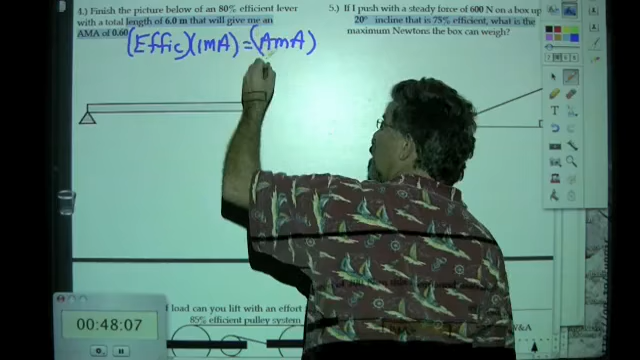 4.) Finish the picture below of an 80% efficient lever
with a total length of 6.0 m that will give me an
AMA of 0.60
(Effic)(IMA)=(AMA)
5.) If I push with a steady force of 600 N on a box up
20° incline that is 75% efficient, what is the
maximum Newtons the box can weigh?
of load can you lift with an effort
85% efficient pulley system
W&A
00:48:07